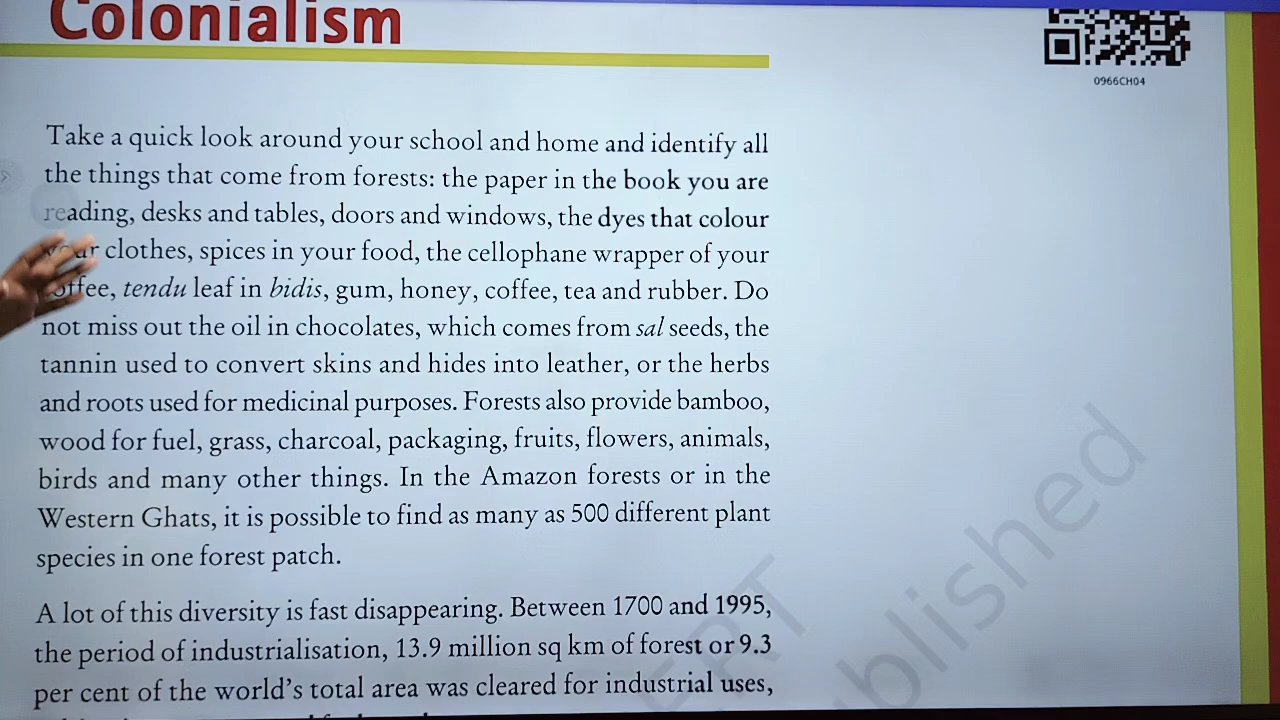 Colonialism
0966CH04
Take a quick look around your school and home and identify all
the things that come from forests: the paper in the book you are
reading, desks and tables, doors and windows, the dyes that colour
your clothes, spices in your food, the cellophane wrapper of your
toffee, tendu leaf in bidis, gum, honey, coffee, tea and rubber. Do
not miss out the oil in chocolates, which comes from sal seeds, the
tannin used to convert skins and hides into leather, or the herbs
and roots used for medicinal purposes. Forests also provide bamboo,
wood for fuel, grass, charcoal, packaging, fruits, flowers, animals,
birds and many other things. In the Amazon forests or in the
Western Ghats, it is possible to find as many as 500 different plant
species in one forest patch.
A lot of this diversity is fast disappearing. Between 1700 and 1995,
the period of industrialisation, 13.9 million sq km of forest or 9.3
per cent of the world's total area was cleared for industrial uses,